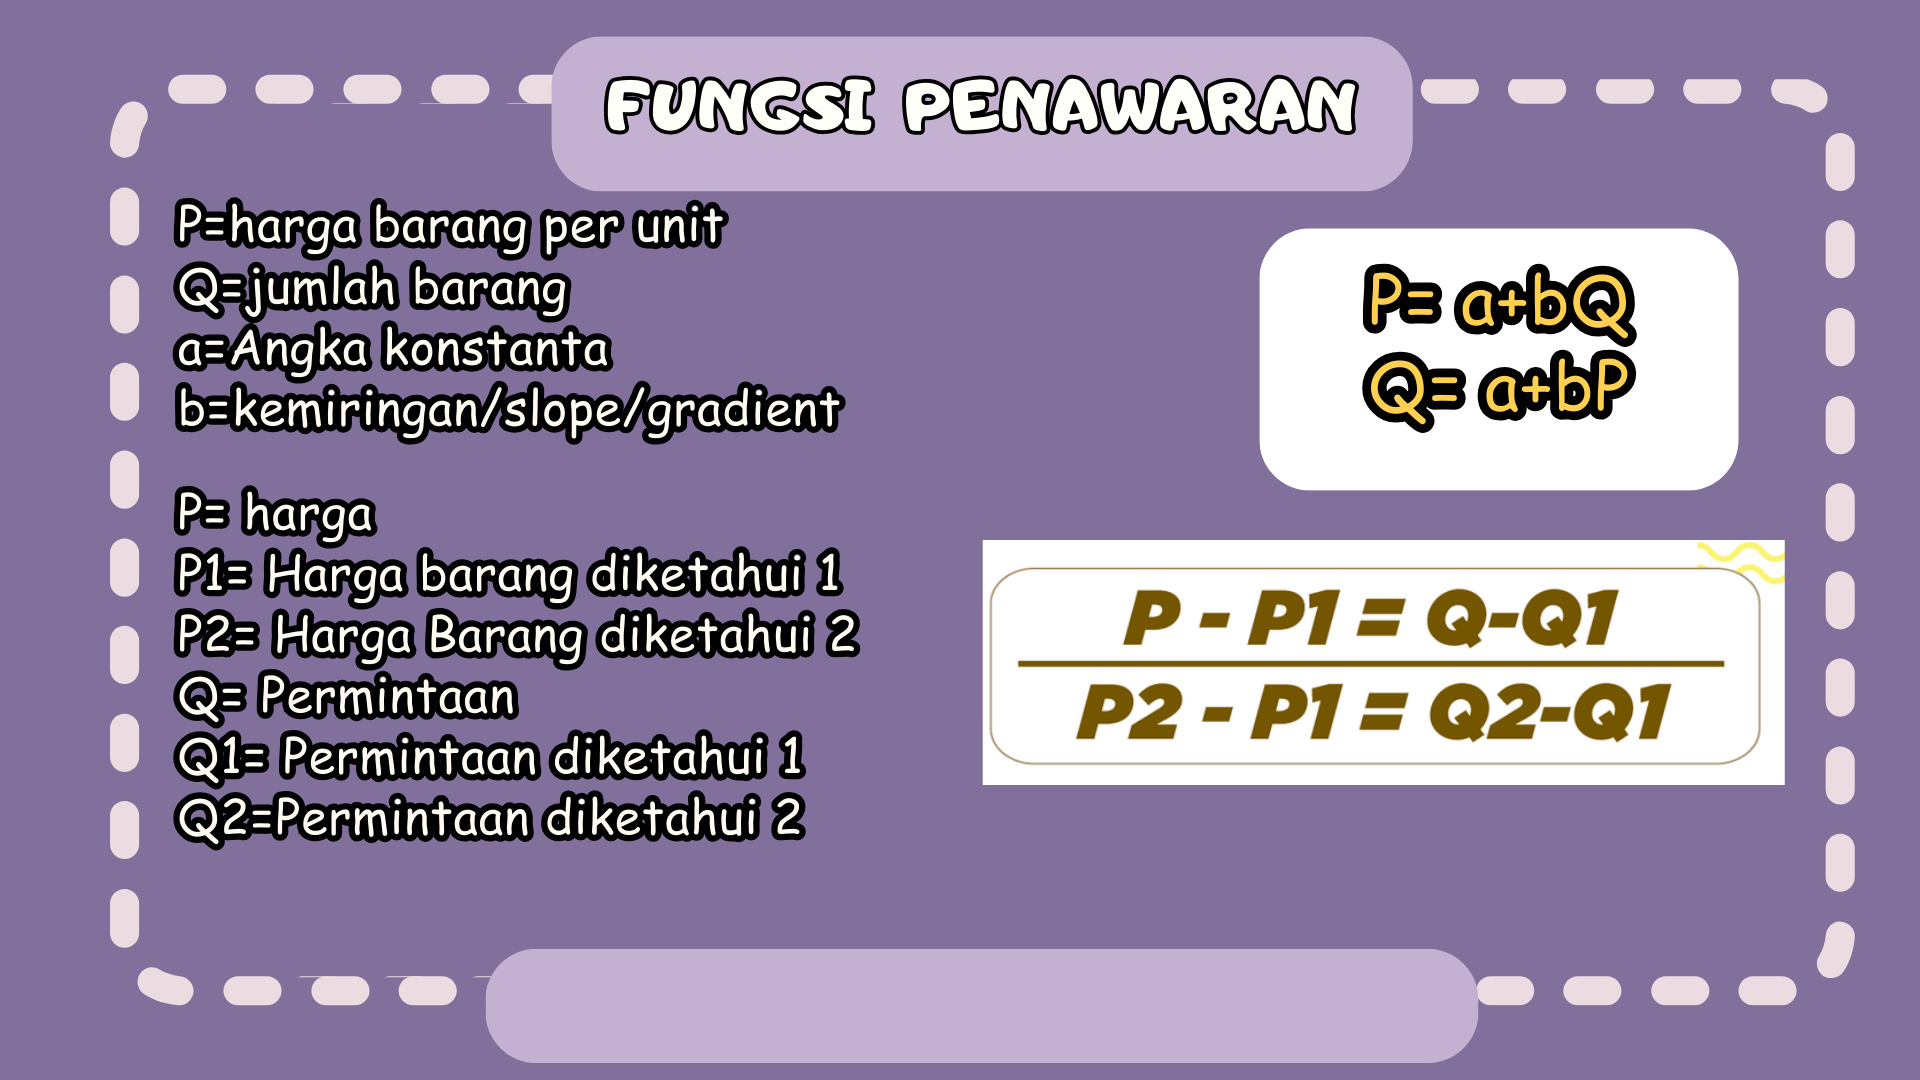 FUNGSI PENAWARAN
P=harga barang per unit
Q=jumlah barang
a=Angka konstanta
b=kemiringan/slope/gradient
P= harga
P1= Harga barang diketahui 1
P2= Harga Barang diketahui 2
Q= Permintaan
Q1= Permintaan diketahui 1
Q2=Permintaan diketahui 2
P= a+bQ
Q= a+bP
P - P1 = Q-Q1
P2 - P1 = Q2-Q1